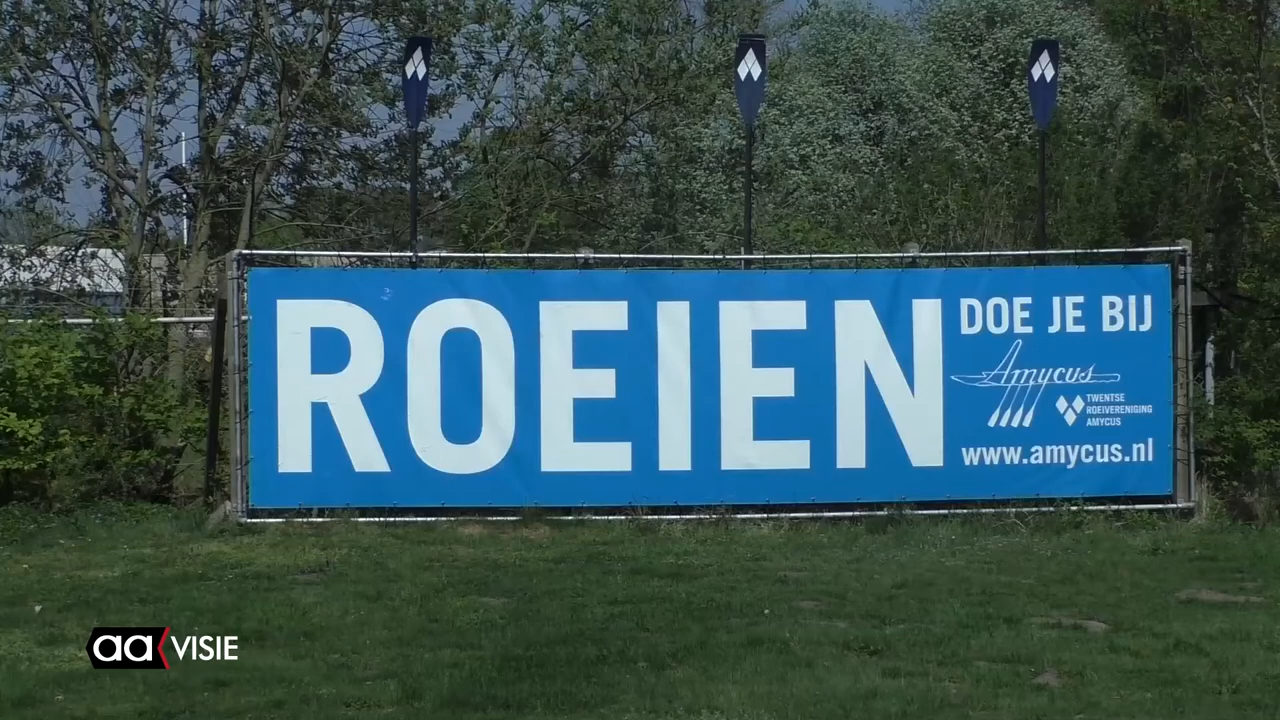 ROEIEN
DOE JE BIJ
Amycus
TWENTSE
ROEIVERENIGING
AMYCUS
www.amycus.nl
aa VISIE